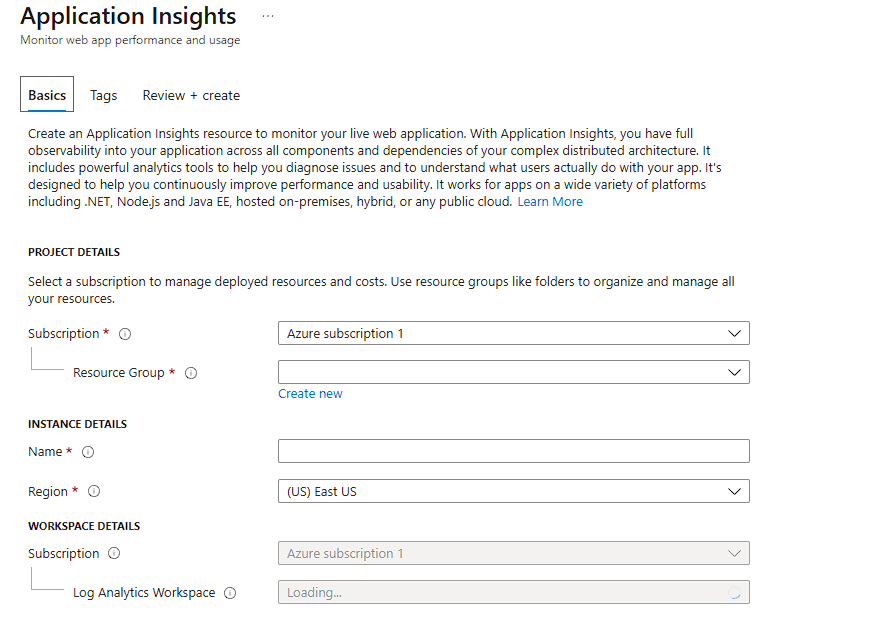 Application Insights ...
Monitor web app performance and usage
Basics Tags Review + create
Create an Application Insights resource to monitor your live web application. With Application Insights, you have full
observability into your application across all components and dependencies of your complex distributed architecture. It
includes powerful analytics tools to help you diagnose issues and to understand what users actually do with your app. It's
designed to help you continuously improve performance and usability. It works for apps on a wide variety of platforms
including .NET, Node.js and Java EE, hosted on-premises, hybrid, or any public cloud. Learn More
PROJECT DETAILS
Select a subscription to manage deployed resources and costs. Use resource groups like folders to organize and manage all
your resources.
Subscription * Azure subscription 1
Resource Group *
Create new
INSTANCE DETAILS
Name *
Region * (US) East US
WORKSPACE DETAILS
Subscription Azure subscription 1
Log Analytics Workspace Loading...